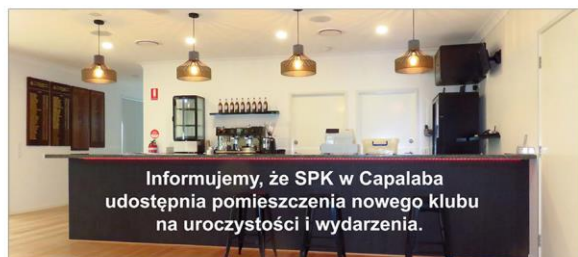 Informujemy, że SPK w Capalaba
udostępnia pomieszczenia nowego klubu
na uroczystości i wydarzenia.